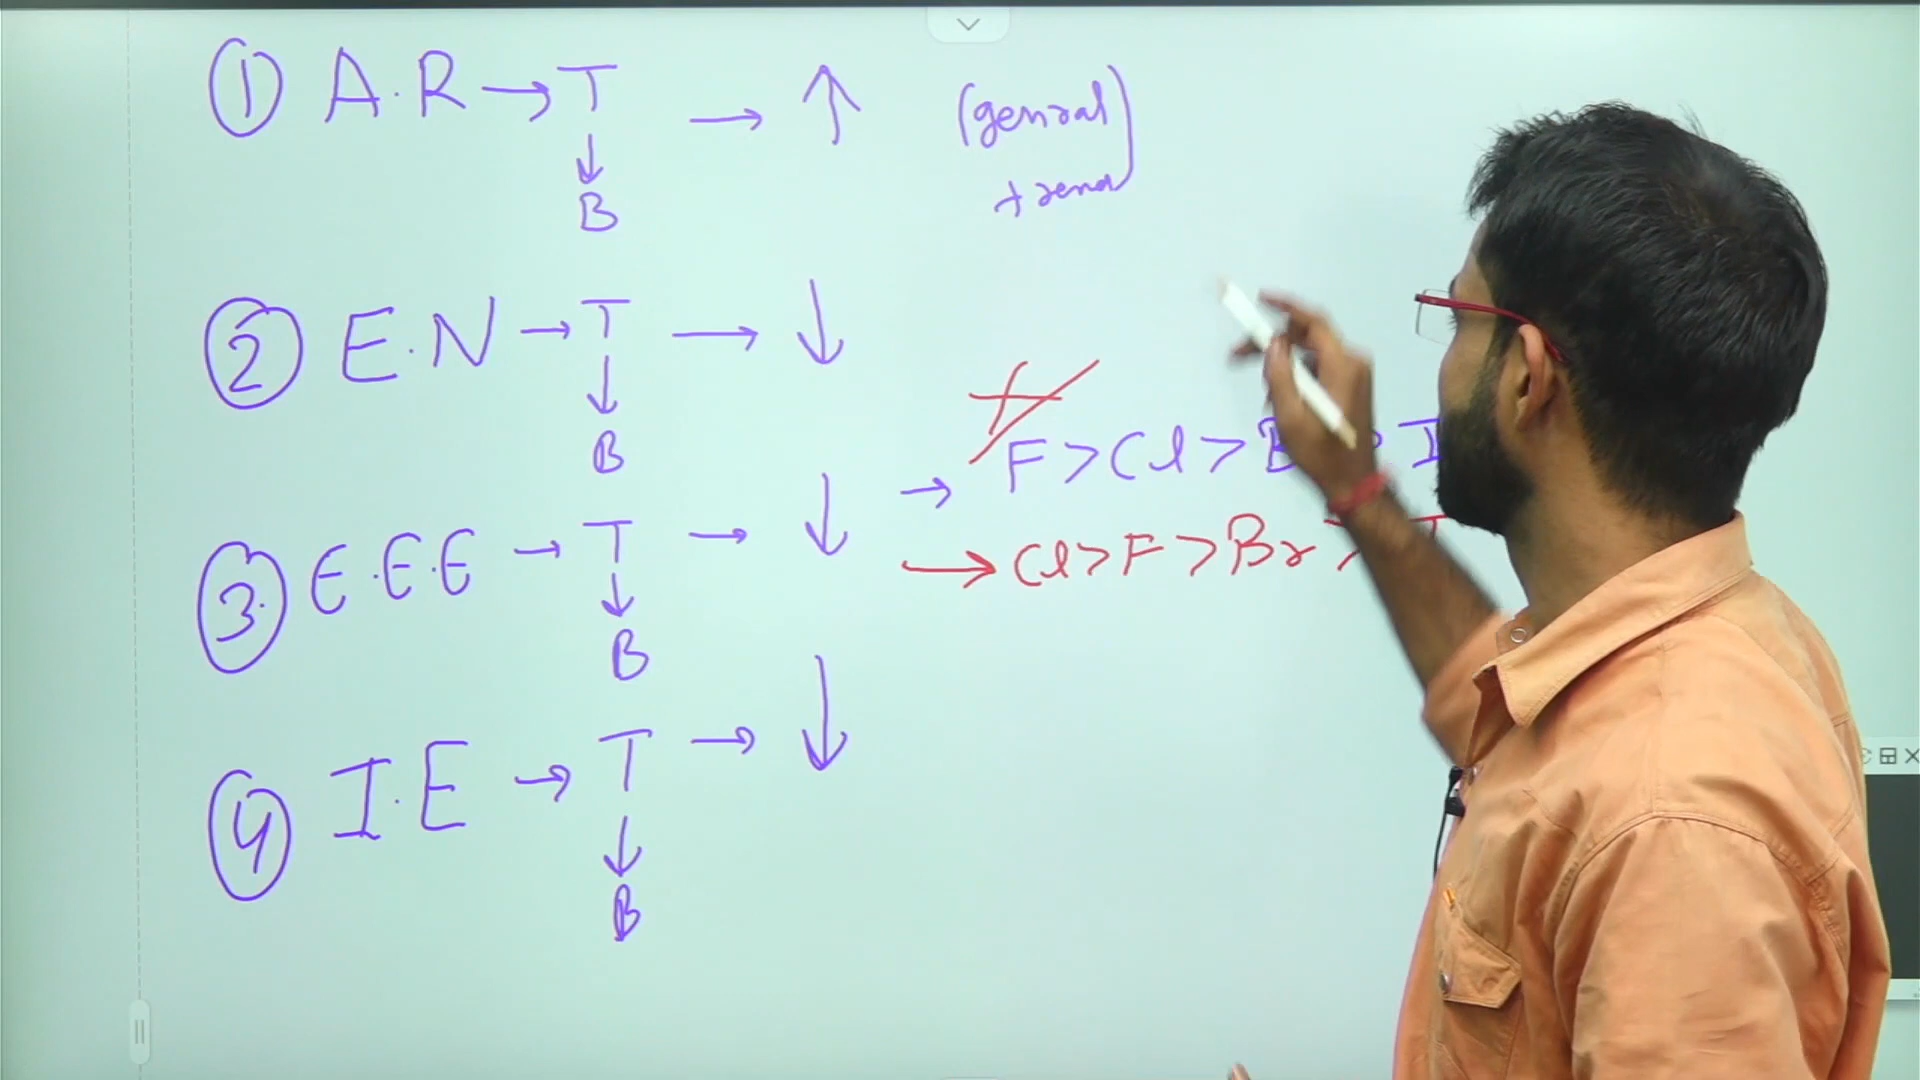 ① A.R → T → ↑ (general
↓ trend)
B
② E.N → T → ↓
↓
B
③ E.E.E → T → ↓ → F > Cl > B > I
↓ → Cl > F > Br > I
B
④ I.E → T → ↓
↓
B